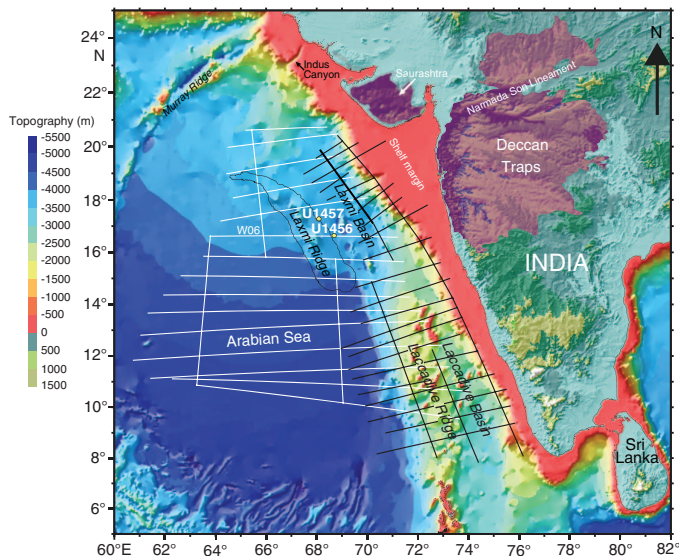 24°
N
22°
20°
18°
16°
14°
12°
10°
8°
6°
Topography (m)
-5500
-5000
-4500
-4000
-3500
-3000
-2500
-2000
-1500
-1000
-500
0
500
1000
1500
Murray Ridge
Indus
Canyon
Saurashtra
Narmada Son Lineament
N
Deccan
Traps
Shelf margin
Laxmi Basin
U1457
U1456
W06
Laxmi Ridge
INDIA
Arabian Sea
Laccadive Ridge
Laccadive Basin
Sri
Lanka
60°E
62°
64°
66°
68°
70°
72°
74°
76°
78°
80°
82°